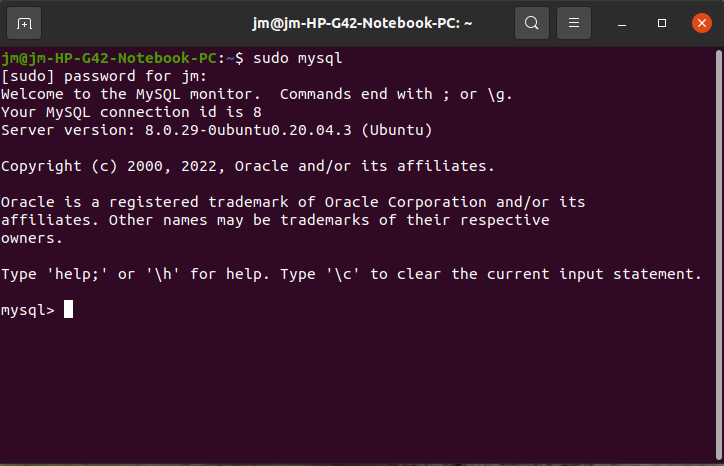 jm@jm-HP-G42-Notebook-PC: ~
jm@jm-HP-G42-Notebook-PC:~$ sudo mysql
[sudo] password for jm:
Welcome to the MySQL monitor.  Commands end with ; or \g.
Your MySQL connection id is 8
Server version: 8.0.29-0ubuntu0.20.04.3 (Ubuntu)
Copyright (c) 2000, 2022, Oracle and/or its affiliates.
Oracle is a registered trademark of Oracle Corporation and/or its
affiliates. Other names may be trademarks of their respective
owners.
Type 'help;' or '\h' for help. Type '\c' to clear the current input statement.
mysql>